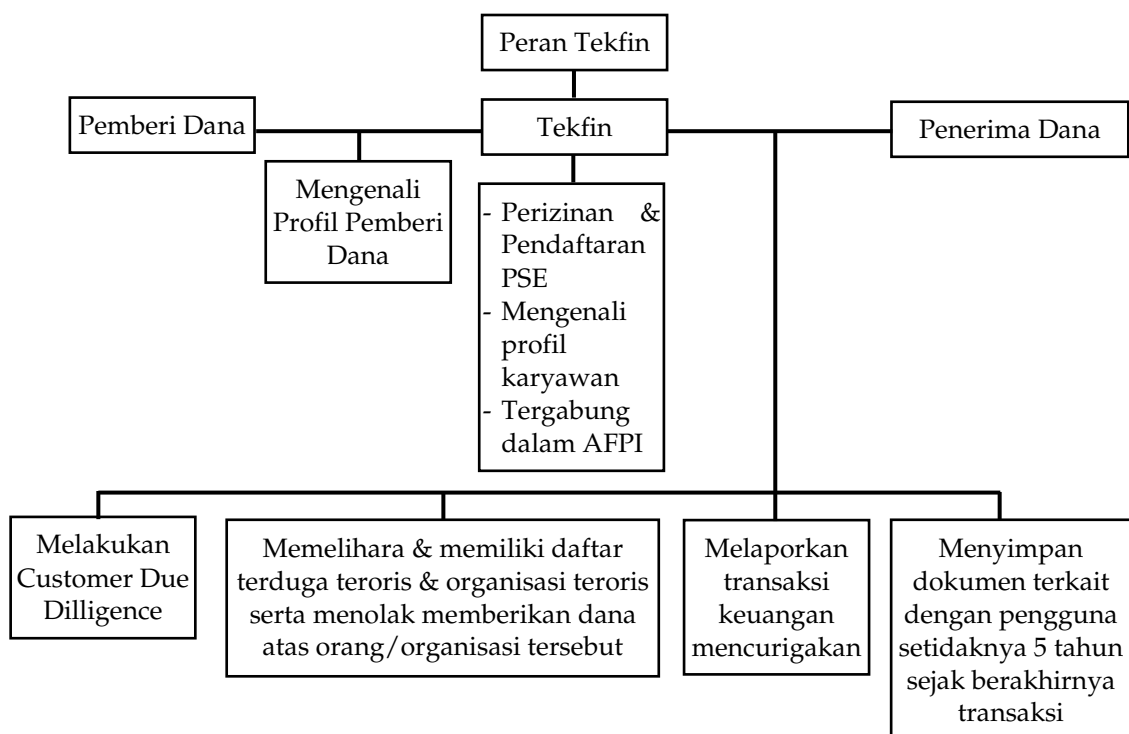 Peran Tekfin
Pemberi Dana
Tekfin
Penerima Dana
Mengenali
Profil Pemberi
Dana
- Perizinan &
Pendaftaran
PSE
- Mengenali
profil
karyawan
- Tergabung
dalam AFPI
Melakukan
Customer Due
Dilligence
Memelihara & memiliki daftar
terduga teroris & organisasi teroris
serta menolak memberikan dana
atas orang/organisasi tersebut
Melaporkan
transaksi
keuangan
mencurigakan
Menyimpan
dokumen terkait
dengan pengguna
setidaknya 5 tahun
sejak berakhirnya
transaksi